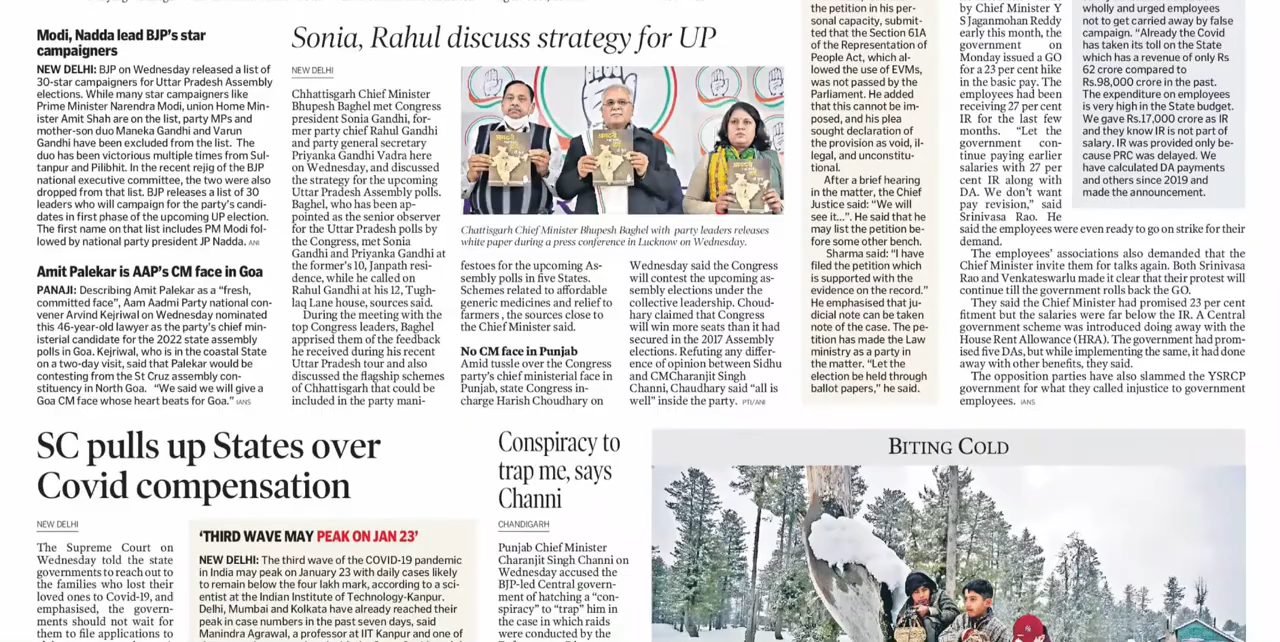 Modi, Nadda lead BJP's star
campaigners
NEW DELHI: BJP on Wednesday released a list of
30-star campaigners for Uttar Pradesh Assembly
elections. While many star campaigners like
Prime Minister Narendra Modi, union Home Min-
ister Amit Shah are on the list, party MPs and
mother-son duo Maneka Gandhi and Varun
Gandhi have been excluded from the list. The
duo has been victorious multiple times from Sul-
tanpur and Pilibhit. In the recent rejig of the BJP
national executive committee, the two were also
dropped from that list. BJP releases a list of 30
leaders who will campaign for the party's candi-
dates in first phase of the upcoming UP election.
The first name on that list includes PM Modi fol-
lowed by national party president JP Nadda. ANI
Amit Palekar is AAP's CM face in Goa
PANAJI: Describing Amit Palekar as a "fresh,
committed face", Aam Aadmi Party national con-
vener Arvind Kejriwal on Wednesday nominated
this 46-year-old lawyer as the party's chief min-
isterial candidate for the 2022 state assembly
polls in Goa. Kejriwal, who is in the coastal State
on a two-day visit, said that Palekar would be
contesting from the St Cruz assembly con-
stituency in North Goa. "We said we will give a
Goa CM face whose heart beats for Goa." IANS
Sonia, Rahul discuss strategy for UP
NEW DELHI
Chhattisgarh Chief Minister
Bhupesh Baghel met Congress
president Sonia Gandhi, for-
mer party chief Rahul Gandhi
and party general secretary
Priyanka Gandhi Vadra here
on Wednesday, and discussed
the strategy for the upcoming
Uttar Pradesh Assembly polls.
Baghel, who has been ap-
pointed as the senior observer
for Uttar Pradesh polls by
the Congress, met Sonia
Gandhi and Priyanka Gandhi at
the former's 10, Janpath resi-
dence, while he called on
Rahul Gandhi at his 12, Tugh-
laq Lane house, sources said.
During the meeting with the
top Congress leaders, Baghel
apprised them of the feedback
he received during his recent
Uttar Pradesh tour and also
discussed the flagship schemes
of Chhattisgarh that could be
included in the party mani-
Chattisgarh Chief Minister Bhupesh Baghel with party leaders releases
white paper during a press conference in Lucknow on Wednesday.
festoes for the upcoming As-
sembly polls in five States.
Schemes related to affordable
generic medicines and relief to
farmers , the sources close to
the Chief Minister said.
No CM face in Punjab
Amid tussle over the Congress
party's chief ministerial face in
Punjab, state Congress in-
charge Harish Choudhary on
Wednesday said the Congress
will contest the upcoming as-
sembly elections under the
collective leadership. Choud-
hary claimed that Congress
will win more seats than it had
secured in the 2017 Assembly
elections. Refuting any differ-
ence of opinion between Sidhu
and CMCharanjit Singh
Channi, Chaudhary said "all is
well" inside the party. PTI/ANI
the petition in his per-
sonal capacity, submit-
ted that the Section 61A
of the Representation of
People Act, which al-
lowed the use of EVMs,
was not passed by the
Parliament. He added
that this cannot be im-
posed, and his plea
sought declaration of
the provision as void, il-
legal, and unconstitu-
tional.
After a brief hearing
in the matter, the Chief
Justice said: "We will
see it...". He said that he
may list the petition be-
fore some other bench.
Sharma said: "I have
filed the petition which
is supported with the
evidence on record."
He emphasised that ju-
dicial note can be taken
note of the case. The pe-
tition has made the Law
ministry as a party in
the matter. "Let the
election be held through
ballot papers," he said.
by Chief Minister Y
S Jaganmohan Reddy
early this month, the
government on
Monday issued a GO
for a 23 per cent hike
in the basic pay. The
employees had been
receiving 27 per cent
IR for the last few
months. "Let the
government con-
tinue paying earlier
salaries with 27 per
cent IR along with
DA. We don't want
pay revision," said
Srinivasa Rao. He
said the employees were even ready to go on strike for their
demand.
The employees' associations also demanded that the
Chief Minister invite them for talks again. Both Srinivasa
Rao and Venkateswarlu made it clear that their protest will
continue till the government rolls back the GO.
They said the Chief Minister had promised 23 per cent
fitment but the salaries were far below the IR. A Central
government scheme was introduced doing away with the
House Rent Allowance (HRA). The government had prom-
ised five DAs, but while implementing the same, it had done
away with other benefits, they said.
The opposition parties have also slammed the YSRCP
government for what they called injustice to government
employees. IANS
wholly and urged employees
not to get carried away by false
campaign. "Already the Covid
has taken its toll on the State
which has a revenue of only Rs
62 crore compared to
Rs.98,000 crore in the past.
The expenditure on employees
is very high in the State budget.
We gave Rs.17,000 crore as IR
and they know IR is not part of
salary. IR was provided only be-
cause PRC was delayed. We
have calculated DA payments
and others since 2019 and
made the announcement.
SC pulls up States over
Covid compensation
NEW DELHI
The Supreme Court on
Wednesday told the state
governments to reach out to
the families who lost their
loved ones to Covid-19, and
emphasised, the govern-
ments should not wait for
them to file applications to
'THIRD WAVE MAY PEAK ON JAN 23'
NEW DELHI: The third wave of the COVID-19 pandemic
in India may peak on January 23 with daily cases likely
to remain below the four lakh mark, according to a sci-
entist at the Indian Institute of Technology-Kanpur.
Delhi, Mumbai and Kolkata have already reached their
peak in case numbers in the past seven days, said
Manindra Agrawal, a professor at IIT Kanpur and one of
Conspiracy to
trap me, says
Channi
CHANDIGARH
Punjab Chief Minister
Charanjit Singh Channi on
Wednesday accused the
BJP-led Central govern-
ment of hatching a "con-
spiracy" to "trap" him in
the case in which raids
were conducted by the
BITING COLD